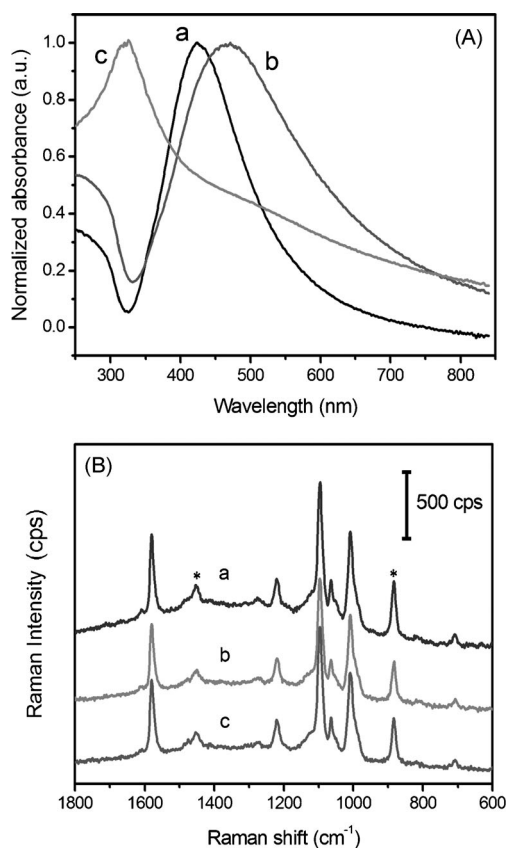 (A)
Normalized absorbance (a.u.)
1.0
0.8
0.6
0.4
0.2
0.0
c
a
b
300 400 500 600 700 800
Wavelength (nm)
(B)
Raman Intensity (cps)
500 cps
a
*
*
b
c
1800 1600 1400 1200 1000 800 600
Raman shift (cm⁻¹)